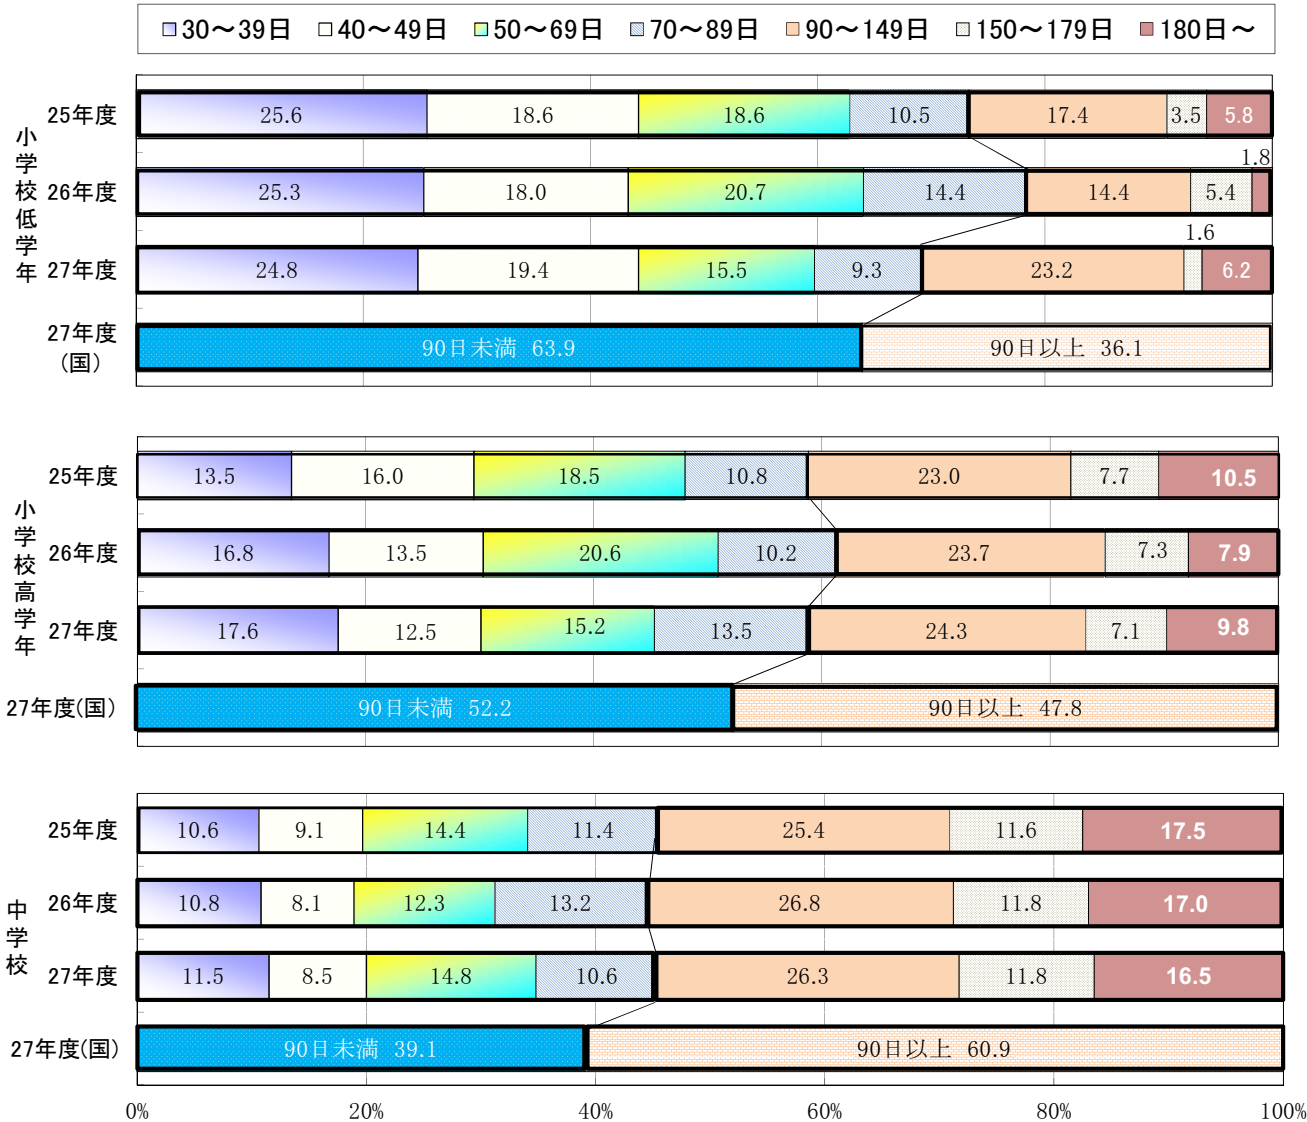 30～39日 40～49日 50～69日 70～89日 90～149日 150～179日 180日～
小学校低学年
25年度 25.6 18.6 18.6 10.5 17.4 3.5 5.8
1.8
26年度 25.3 18.0 20.7 14.4 14.4 5.4
1.6
27年度 24.8 19.4 15.5 9.3 23.2 6.2
27年度
(国)
90日未満 63.9 90日以上 36.1
小学校高学年
25年度 13.5 16.0 18.5 10.8 23.0 7.7 10.5
26年度 16.8 13.5 20.6 10.2 23.7 7.3 7.9
27年度 17.6 12.5 15.2 13.5 24.3 7.1 9.8
27年度(国) 90日未満 52.2 90日以上 47.8
中学校
25年度 10.6 9.1 14.4 11.4 25.4 11.6 17.5
26年度 10.8 8.1 12.3 13.2 26.8 11.8 17.0
27年度 11.5 8.5 14.8 10.6 26.3 11.8 16.5
27年度(国) 90日未満 39.1 90日以上 60.9
0% 20% 40% 60% 80% 100%